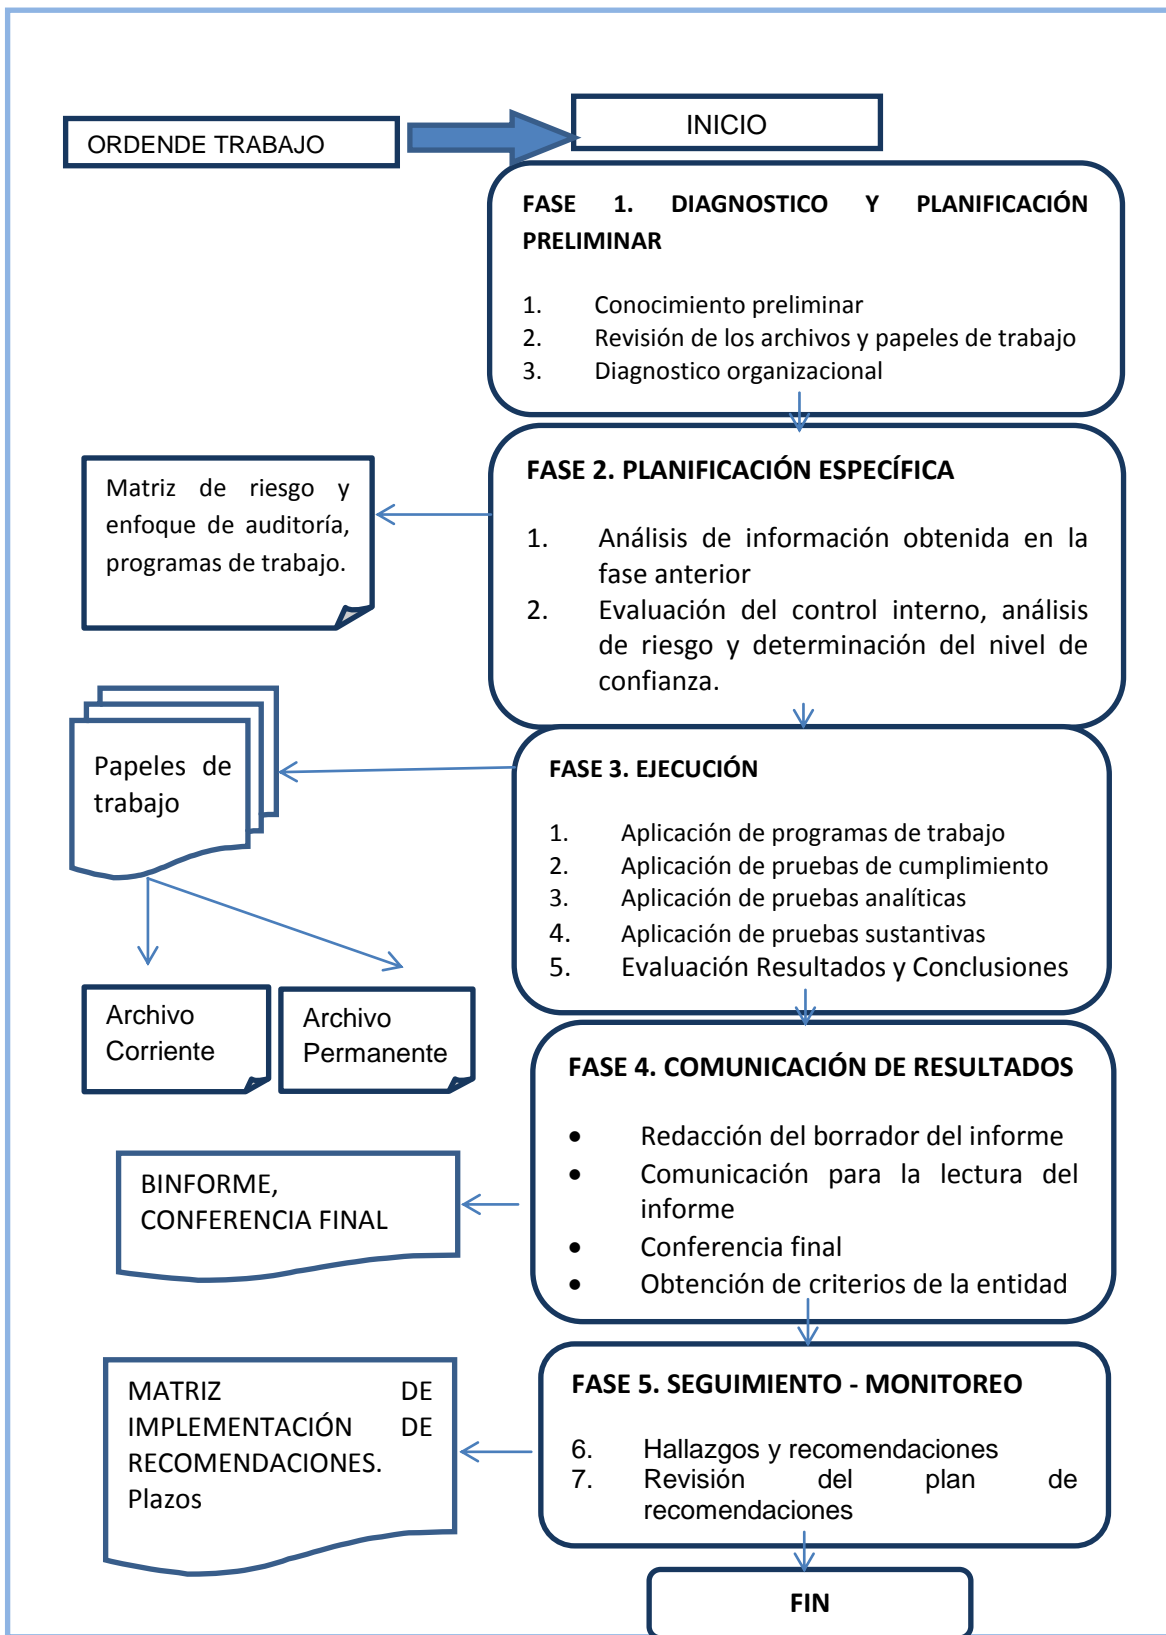 ORDENDE TRABAJO
INICIO
FASE 1. DIAGNOSTICO Y PLANIFICACIÓN
PRELIMINAR
1. Conocimiento preliminar
2. Revisión de los archivos y papeles de trabajo
3. Diagnostico organizacional
FASE 2. PLANIFICACIÓN ESPECÍFICA
1. Análisis de información obtenida en la
fase anterior
2. Evaluación del control interno, análisis
de riesgo y determinación del nivel de
confianza.
Matriz de riesgo y
enfoque de auditoría,
programas de trabajo.
FASE 3. EJECUCIÓN
1. Aplicación de programas de trabajo
2. Aplicación de pruebas de cumplimiento
3. Aplicación de pruebas analíticas
4. Aplicación de pruebas sustantivas
5. Evaluación Resultados y Conclusiones
Papeles de
trabajo
Archivo
Corriente
Archivo
Permanente
FASE 4. COMUNICACIÓN DE RESULTADOS
• Redacción del borrador del informe
• Comunicación para la lectura del
informe
• Conferencia final
• Obtención de criterios de la entidad
BINFORME,
CONFERENCIA FINAL
FASE 5. SEGUIMIENTO - MONITOREO
6. Hallazgos y recomendaciones
7. Revisión del plan de
recomendaciones
MATRIZ DE
IMPLEMENTACIÓN DE
RECOMENDACIONES.
Plazos
FIN